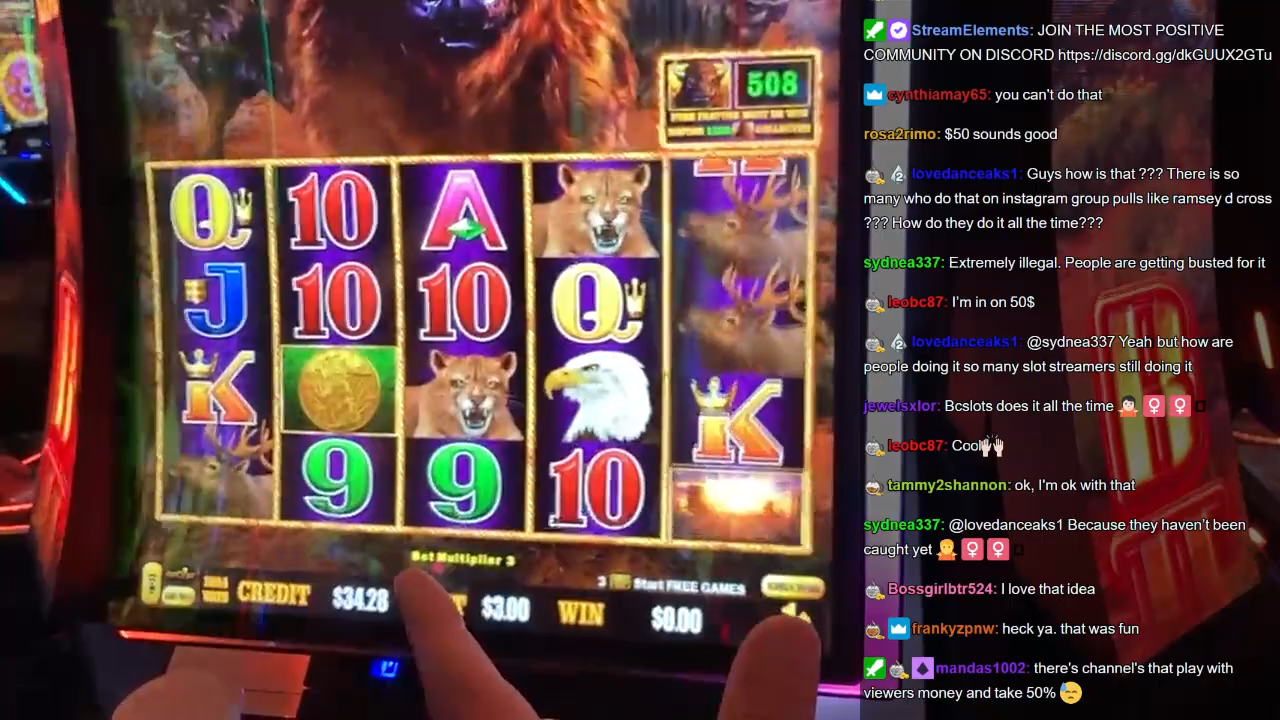 508
Q 10 A
J 10 10 Q
K K
9 9 10
Bet Multiplier 3
3 Start FREE GAMES
CREDIT $34.28 $3.00 WIN $0.00
StreamElements: JOIN THE MOST POSITIVE
COMMUNITY ON DISCORD https://discord.gg/dkGUUX2GTu
cynthiamay65: you can't do that
rosa2rimo: $50 sounds good
lovedanceaks1: Guys how is that ??? There is so
many who do that on instagram group pulls like ramsey d cross
??? How do they do it all the time???
sydnea337: Extremely illegal. People are getting busted for it
leobc87: I'm in on 50$
lovedanceaks1: @sydnea337 Yeah but how are
people doing it so many slot streamers still doing it
jewelsxlor: Bcslots does it all the time
leobc87: Cool
tammy2shannon: ok, I'm ok with that
sydnea337: @lovedanceaks1 Because they haven't been
caught yet
Bossgirlbtr524: I love that idea
frankyzpnw: heck ya. that was fun
mandas1002: there's channel's that play with
viewers money and take 50%